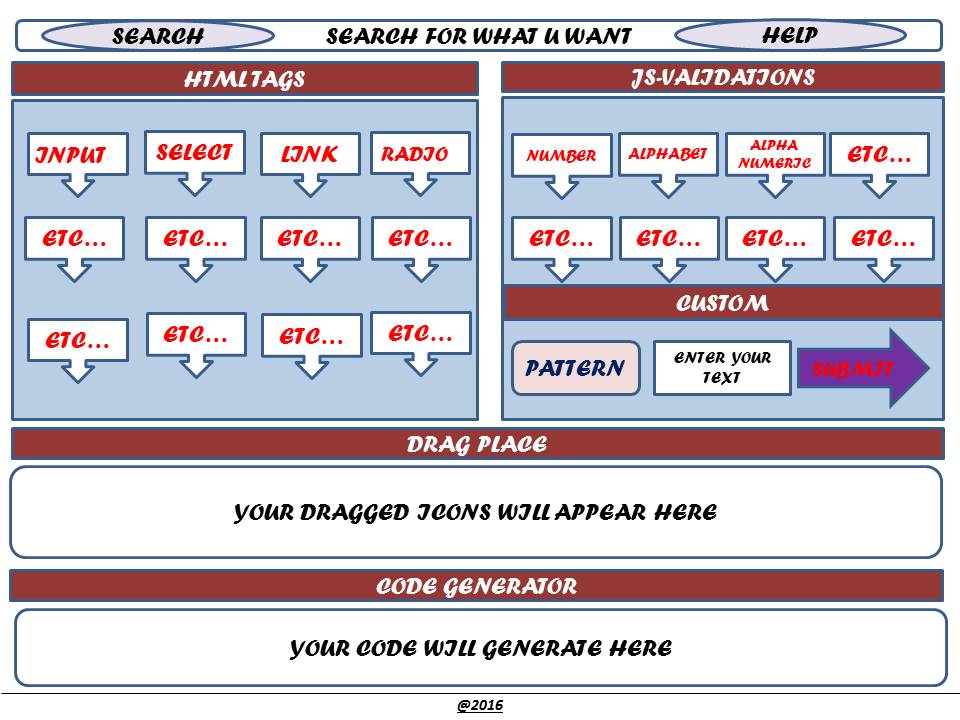 SEARCH
SEARCH FOR WHAT U WANT
HELP
HTML TAGS
INPUT
SELECT
LINK
RADIO
ETC...
ETC...
ETC...
ETC...
ETC...
ETC...
ETC...
ETC...
JS-VALIDATIONS
NUMBER
ALPHABET
ALPHA
NUMERIC
ETC...
ETC...
ETC...
ETC...
ETC...
CUSTOM
PATTERN
ENTER YOUR
TEXT
SUBMIT
DRAG PLACE
YOUR DRAGGED ICONS WILL APPEAR HERE
CODE GENERATOR
YOUR CODE WILL GENERATE HERE
@2016